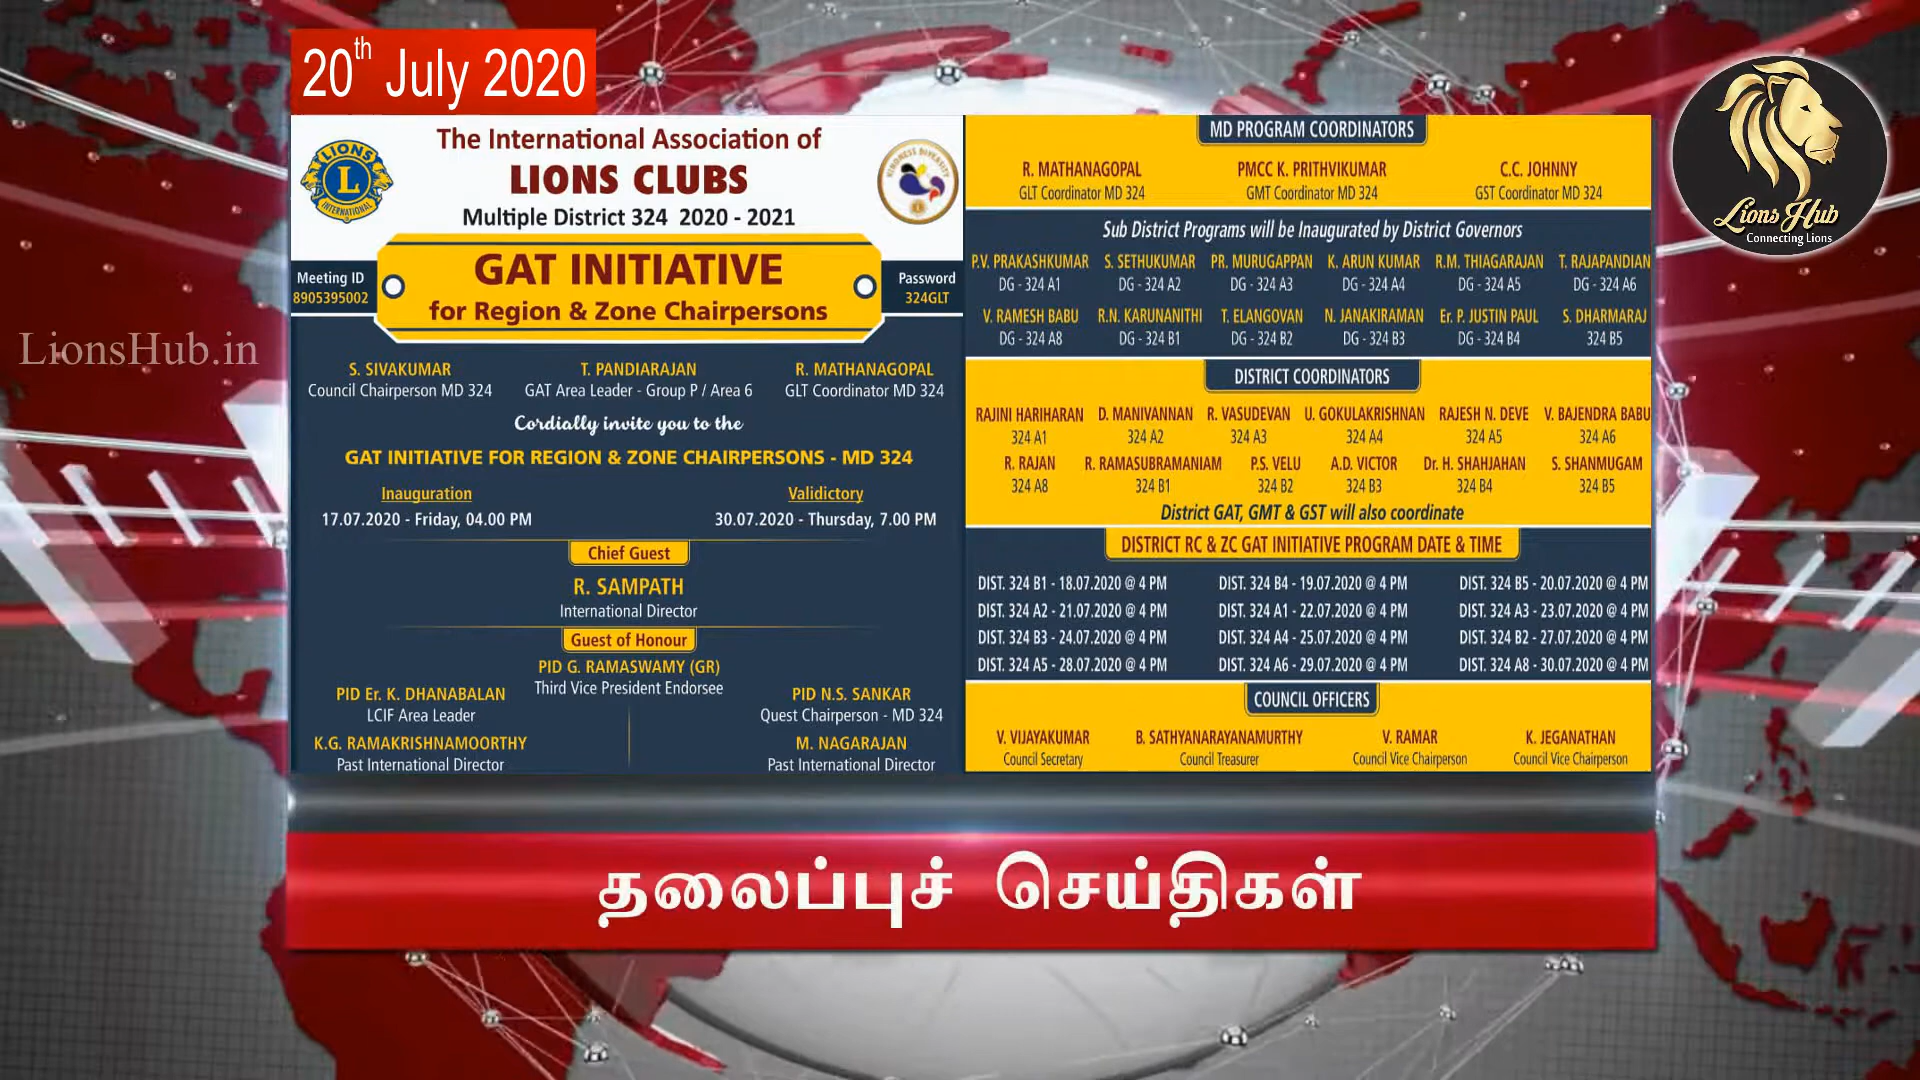 20th July 2020
The International Association of
LIONS CLUBS
Multiple District 324 2020 - 2021
LIONS
L
INTERNATIONAL
KINDNESS DIVERSITY
GAT INITIATIVE
for Region & Zone Chairpersons
Meeting ID
8905395002
Password
324GLT
S. SIVAKUMAR
Council Chairperson MD 324
T. PANDIARAJAN
GAT Area Leader - Group P / Area 6
R. MATHANAGOPAL
GLT Coordinator MD 324
Cordially invite you to the
GAT INITIATIVE FOR REGION & ZONE CHAIRPERSONS - MD 324
Inauguration
17.07.2020 - Friday, 04.00 PM
Validictory
30.07.2020 - Thursday, 7.00 PM
Chief Guest
R. SAMPATH
International Director
Guest of Honour
PID G. RAMASWAMY (GR)
Third Vice President Endorsee
PID Er. K. DHANABALAN
LCIF Area Leader
PID N.S. SANKAR
Quest Chairperson - MD 324
K.G. RAMAKRISHNAMOORTHY
Past International Director
M. NAGARAJAN
Past International Director
MD PROGRAM COORDINATORS
R. MATHANAGOPAL PMCC K. PRITHVIKUMAR C.C. JOHNNY
GLT Coordinator MD 324 GMT Coordinator MD 324 GST Coordinator MD 324
Sub District Programs will be Inaugurated by District Governors
P.V. PRAKASHKUMAR S. SETHUKUMAR PR. MURUGAPPAN K. ARUN KUMAR R.M. THIAGARAJAN T. RAJAPANDIAN
DG - 324 A1 DG - 324 A2 DG - 324 A3 DG - 324 A4 DG - 324 A5 DG - 324 A6
V. RAMESH BABU R.N. KARUNANITHI T. ELANGOVAN N. JANAKIRAMAN Er. P. JUSTIN PAUL S. DHARMARAJ
DG - 324 A8 DG - 324 B1 DG - 324 B2 DG - 324 B3 DG - 324 B4 324 B5
DISTRICT COORDINATORS
RAJINI HARIHARAN D. MANIVANNAN R. VASUDEVAN U. GOKULAKRISHNAN RAJESH N. DEVE V. BAJENDRA BABU
324 A1 324 A2 324 A3 324 A4 324 A5 324 A6
R. RAJAN R. RAMASUBRAMANIAM P.S. VELU A.D. VICTOR Dr. H. SHAHJAHAN S. SHANMUGAM
324 A8 324 B1 324 B2 324 B3 324 B4 324 B5
District GAT, GMT & GST will also coordinate
DISTRICT RC & ZC GAT INITIATIVE PROGRAM DATE & TIME
DIST. 324 B1 - 18.07.2020 @ 4 PM DIST. 324 B4 - 19.07.2020 @ 4 PM DIST. 324 B5 - 20.07.2020 @ 4 PM
DIST. 324 A2 - 21.07.2020 @ 4 PM DIST. 324 A1 - 22.07.2020 @ 4 PM DIST. 324 A3 - 23.07.2020 @ 4 PM
DIST. 324 B3 - 24.07.2020 @ 4 PM DIST. 324 A4 - 25.07.2020 @ 4 PM DIST. 324 B2 - 27.07.2020 @ 4 PM
DIST. 324 A5 - 28.07.2020 @ 4 PM DIST. 324 A6 - 29.07.2020 @ 4 PM DIST. 324 A8 - 30.07.2020 @ 4 PM
COUNCIL OFFICERS
V. VIJAYAKUMAR B. SATHYANARAYANAMURTHY V. RAMAR K. JEGANATHAN
Council Secretary Council Treasurer Council Vice Chairperson Council Vice Chairperson
Lions Hub
Connecting Lions
LionsHub.in
தலைப்புச் செய்திகள்